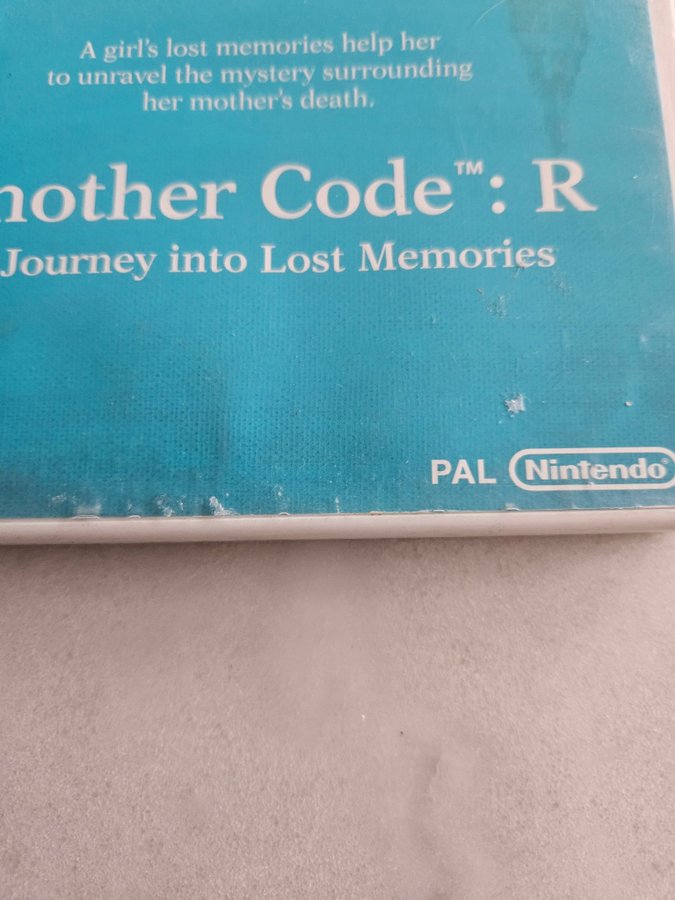 A girl's lost memories help her
to unravel the mystery surrounding
her mother's death.
nother Code™: R
Journey into Lost Memories
PAL Nintendo®